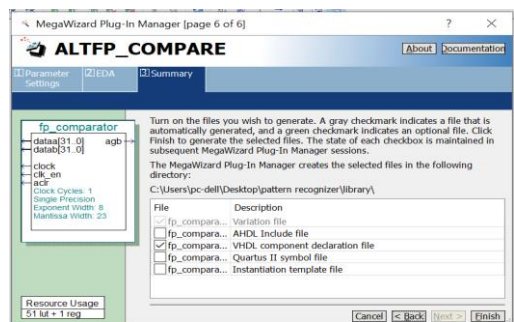 MegaWizard Plug-In Manager [page 6 of 6]
ALTFP_COMPARE
About
Documentation
1 Parameter Settings
2 EDA
3 Summary
fp_comparator
dataa[31..0]
agb
datab[31..0]
clock
clk_en
aclr
Clock Cycles: 1
Single Precision
Exponent Width: 8
Mantissa Width: 23
Turn on the files you wish to generate. A gray checkmark indicates a file that is
automatically generated, and a green checkmark indicates an optional file. Click
Finish to generate the selected files. The state of each checkbox is maintained in
subsequent MegaWizard Plug-In Manager sessions.
The MegaWizard Plug-In Manager creates the selected files in the following
directory:
C:\Users\pc-dell\Desktop\pattern recognizer\library\
File Description
fp_compara... Variation file
fp_compara... AHDL Include file
fp_compara... VHDL component declaration file
fp_compara... Quartus II symbol file
fp_compara... Instantiation template file
Resource Usage
51 lut + 1 reg
Cancel < Back Next > Finish